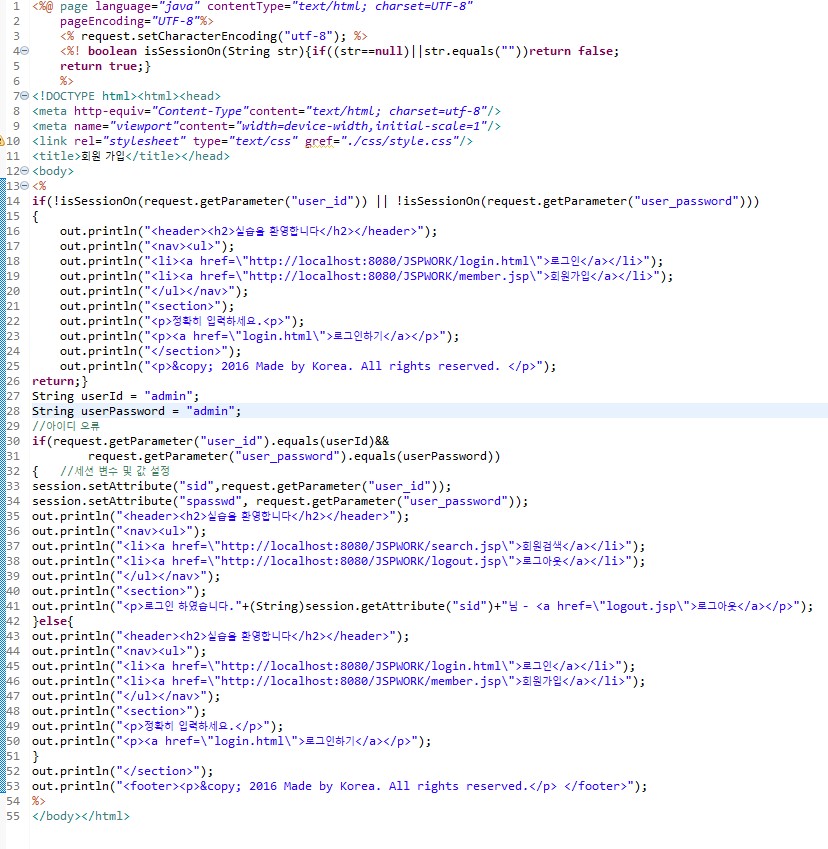 1 <%@ page language="java" contentType="text/html; charset=UTF-8"
2 pageEncoding="UTF-8"%>
3 <% request.setCharacterEncoding("utf-8"); %>
4 <%! boolean isSessionOn(String str){if((str==null)||str.equals(""))return false;
5 return true;}
6 %>
7 <!DOCTYPE html><html><head>
8 <meta http-equiv="Content-Type"content="text/html; charset=utf-8"/>
9 <meta name="viewport"content="width=device-width,initial-scale=1"/>
10 <link rel="stylesheet" type="text/css" gref="./css/style.css"/>
11 <title>회원 가입</title></head>
12 <body>
13 <%
14 if(!isSessionOn(request.getParameter("user_id")) || !isSessionOn(request.getParameter("user_password")))
15 {
16 out.println("<header><h2>실습을 환영합니다</h2></header>");
17 out.println("<nav><ul>");
18 out.println("<li><a href=\"http://localhost:8080/JSPWORK/login.html\">로그인</a></li>");
19 out.println("<li><a href=\"http://localhost:8080/JSPWORK/member.jsp\">회원가입</a></li>");
20 out.println("</ul></nav>");
21 out.println("<section>");
22 out.println("<p>정확히 입력하세요.<p>");
23 out.println("<p><a href=\"login.html\">로그인하기</a></p>");
24 out.println("</section>");
25 out.println("<p>&copy; 2016 Made by Korea. All rights reserved. </p>");
26 return;}
27 String userId = "admin";
28 String userPassword = "admin";
29 //아이디 오류
30 if(request.getParameter("user_id").equals(userId)&&
31 request.getParameter("user_password").equals(userPassword))
32 { //세션 변수 및 값 설정
33 session.setAttribute("sid",request.getParameter("user_id"));
34 session.setAttribute("spasswd", request.getParameter("user_password"));
35 out.println("<header><h2>실습을 환영합니다</h2></header>");
36 out.println("<nav><ul>");
37 out.println("<li><a href=\"http://localhost:8080/JSPWORK/search.jsp\">회원검색</a></li>");
38 out.println("<li><a href=\"http://localhost:8080/JSPWORK/logout.jsp\">로그아웃</a></li>");
39 out.println("</ul></nav>");
40 out.println("<section>");
41 out.println("<p>로그인 하였습니다."+(String)session.getAttribute("sid")+"님 - <a href=\"logout.jsp\">로그아웃</a></p>");
42 }else{
43 out.println("<header><h2>실습을 환영합니다</h2></header>");
44 out.println("<nav><ul>");
45 out.println("<li><a href=\"http://localhost:8080/JSPWORK/login.html\">로그인</a></li>");
46 out.println("<li><a href=\"http://localhost:8080/JSPWORK/member.jsp\">회원가입</a></li>");
47 out.println("</ul></nav>");
48 out.println("<section>");
49 out.println("<p>정확히 입력하세요.</p>");
50 out.println("<p><a href=\"login.html\">로그인하기</a></p>");
51 }
52 out.println("</section>");
53 out.println("<footer><p>&copy; 2016 Made by Korea. All rights reserved.</p> </footer>");
54 %>
55 </body></html>